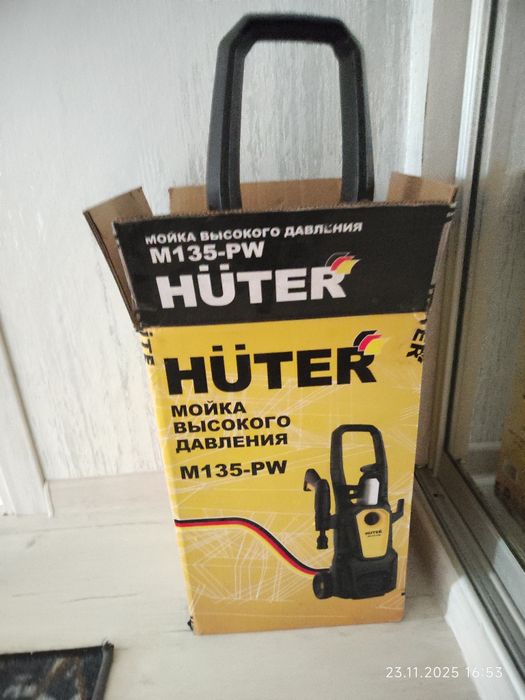 МОЙКА ВЫСОКОГО ДАВЛЕНИЯ
M135-PW
HÜTER
HÜTER
МОЙКА
ВЫСОКОГО
ДАВЛЕНИЯ
M135-PW
HÜTER
23.11.2025 16:53